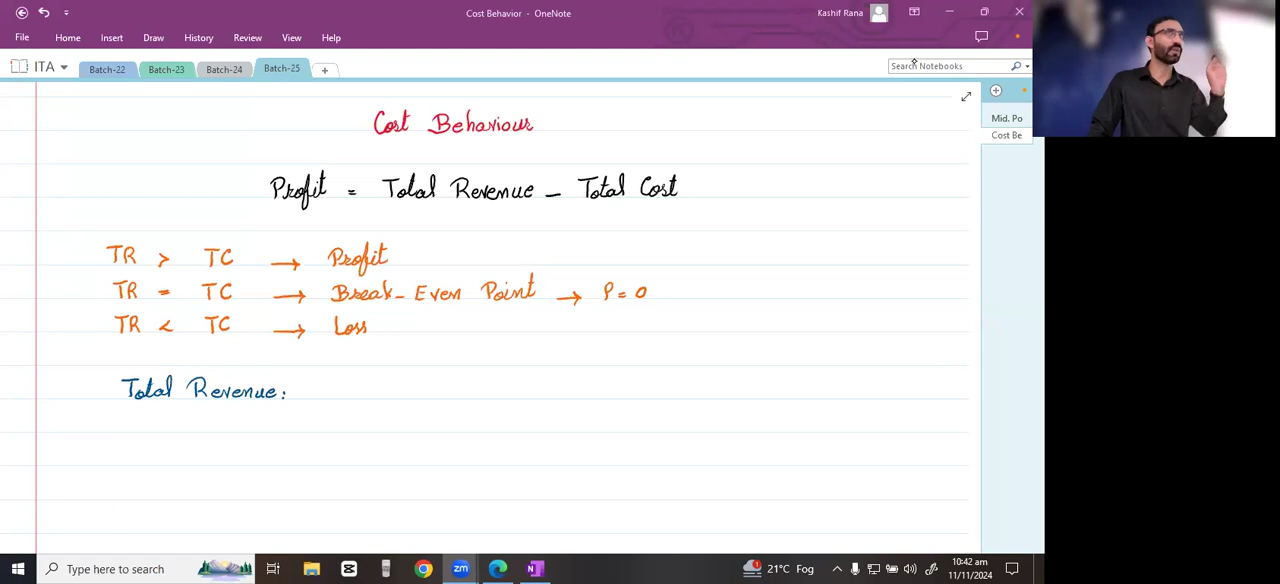 Cost Behavior - OneNote
Kashif Rana
File Home Insert Draw History Review View Help
ITA Batch-22 Batch-23 Batch-24 Batch-25
Search Notebooks
Mid. Po
Cost Be
Cost Behaviour
Profit = Total Revenue - Total Cost
TR > TC → Profit
TR = TC → Break-Even Point → P = 0
TR < TC → Loss
Total Revenue:
Type here to search
zm
N
1
21°C Fog
10:42 am
11/11/2024